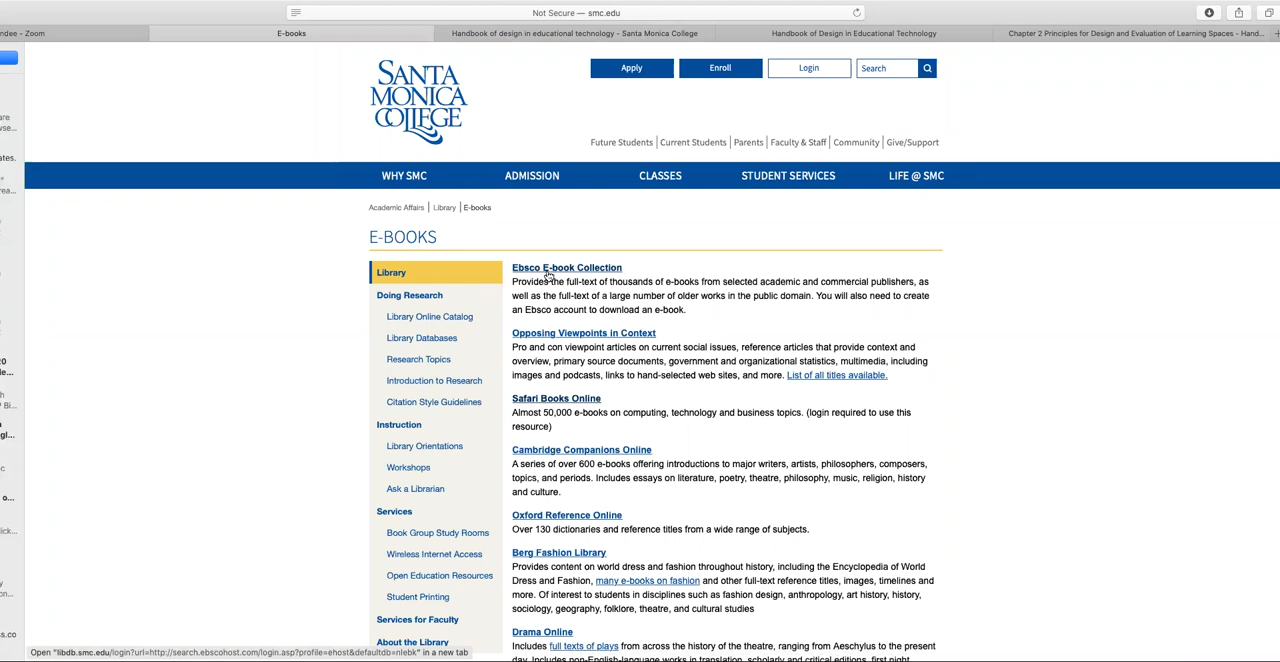 Not Secure — smc.edu
ndee - Zoom
E-books
Handbook of design in educational technology - Santa Monica College
Handbook of Design in Educational Technology
Chapter 2 Principles for Design and Evaluation of Learning Spaces - Hand...
SANTA
MONICA
COLLEGE
Apply
Enroll
Login
Search
Future Students
Current Students
Parents
Faculty & Staff
Community
Give/Support
WHY SMC
ADMISSION
CLASSES
STUDENT SERVICES
LIFE @ SMC
Academic Affairs
Library
E-books
E-BOOKS
Library
Doing Research
Library Online Catalog
Library Databases
Research Topics
Introduction to Research
Citation Style Guidelines
Instruction
Library Orientations
Workshops
Ask a Librarian
Services
Book Group Study Rooms
Wireless Internet Access
Open Education Resources
Student Printing
Services for Faculty
About the Library
Ebsco E-book Collection
Provides the full-text of thousands of e-books from selected academic and commercial publishers, as
well as the full-text of a large number of older works in the public domain. You will also need to create
an Ebsco account to download an e-book.
Opposing Viewpoints in Context
Pro and con viewpoint articles on current social issues, reference articles that provide context and
overview, primary source documents, government and organizational statistics, multimedia, including
images and podcasts, links to hand-selected web sites, and more. List of all titles available.
Safari Books Online
Almost 50,000 e-books on computing, technology and business topics. (login required to use this
resource)
Cambridge Companions Online
A series of over 600 e-books offering introductions to major writers, artists, philosophers, composers,
topics, and periods. Includes essays on literature, poetry, theatre, philosophy, music, religion, history
and culture.
Oxford Reference Online
Over 130 dictionaries and reference titles from a wide range of subjects.
Berg Fashion Library
Provides content on world dress and fashion throughout history, including the Encyclopedia of World
Dress and Fashion, many e-books on fashion and other full-text reference titles, images, timelines and
more. Of interest to students in disciplines such as fashion design, anthropology, art history, history,
sociology, geography, folklore, theatre, and cultural studies
Drama Online
Includes full texts of plays from across the history of the theatre, ranging from Aeschylus to the present
day. Includes non-English-language works in translation, scholarly and critical editions, first night
Open "libdb.smc.edu/login?url=http://search.ebscohost.com/login.asp?profile=ehost&defaultdb=nlebk" in a new tab